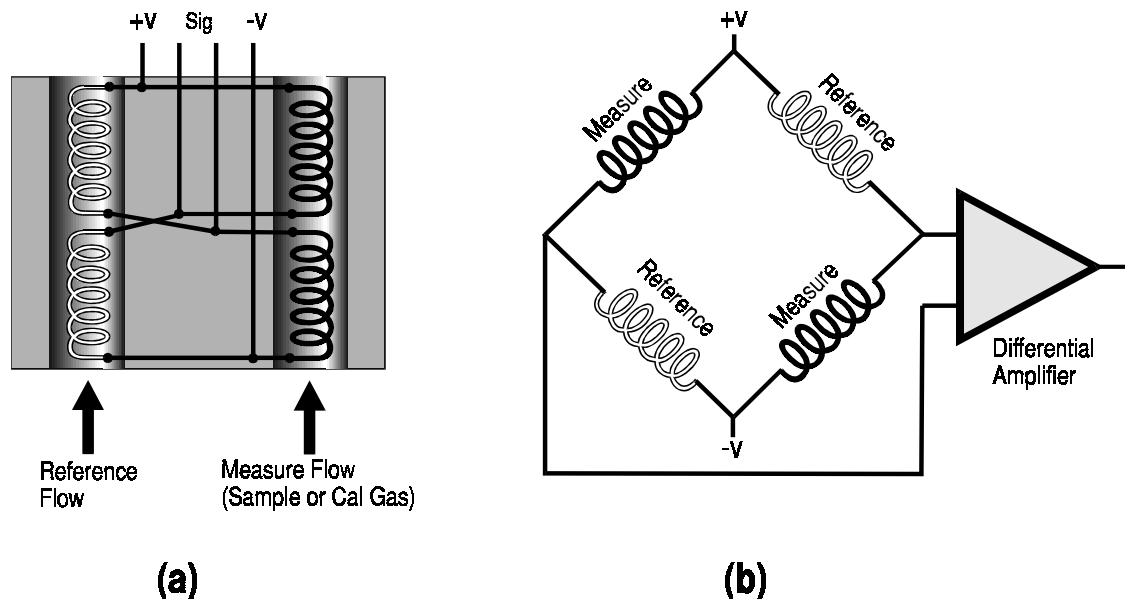 +V Sig -V
Reference
Flow
Measure Flow
(Sample or Cal Gas)
(a)
+V
Measure
Reference
Reference
Measure
-V
Differential
Amplifier
(b)